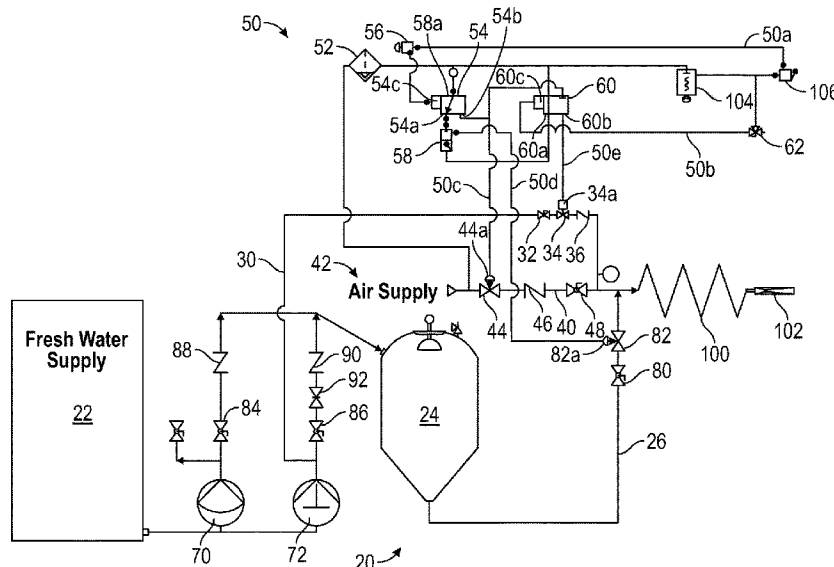 50
52
56
58a
54
54b
50a
54c
60c
60
104
106
54a
60b
60a
62
58
50e
50b
50c
50d
34a
44a
32
34
36
30
42
Air Supply
44
46
40
48
100
102
Fresh Water
Supply
22
88
90
82a
82
92
80
84
86
24
26
70
72
20